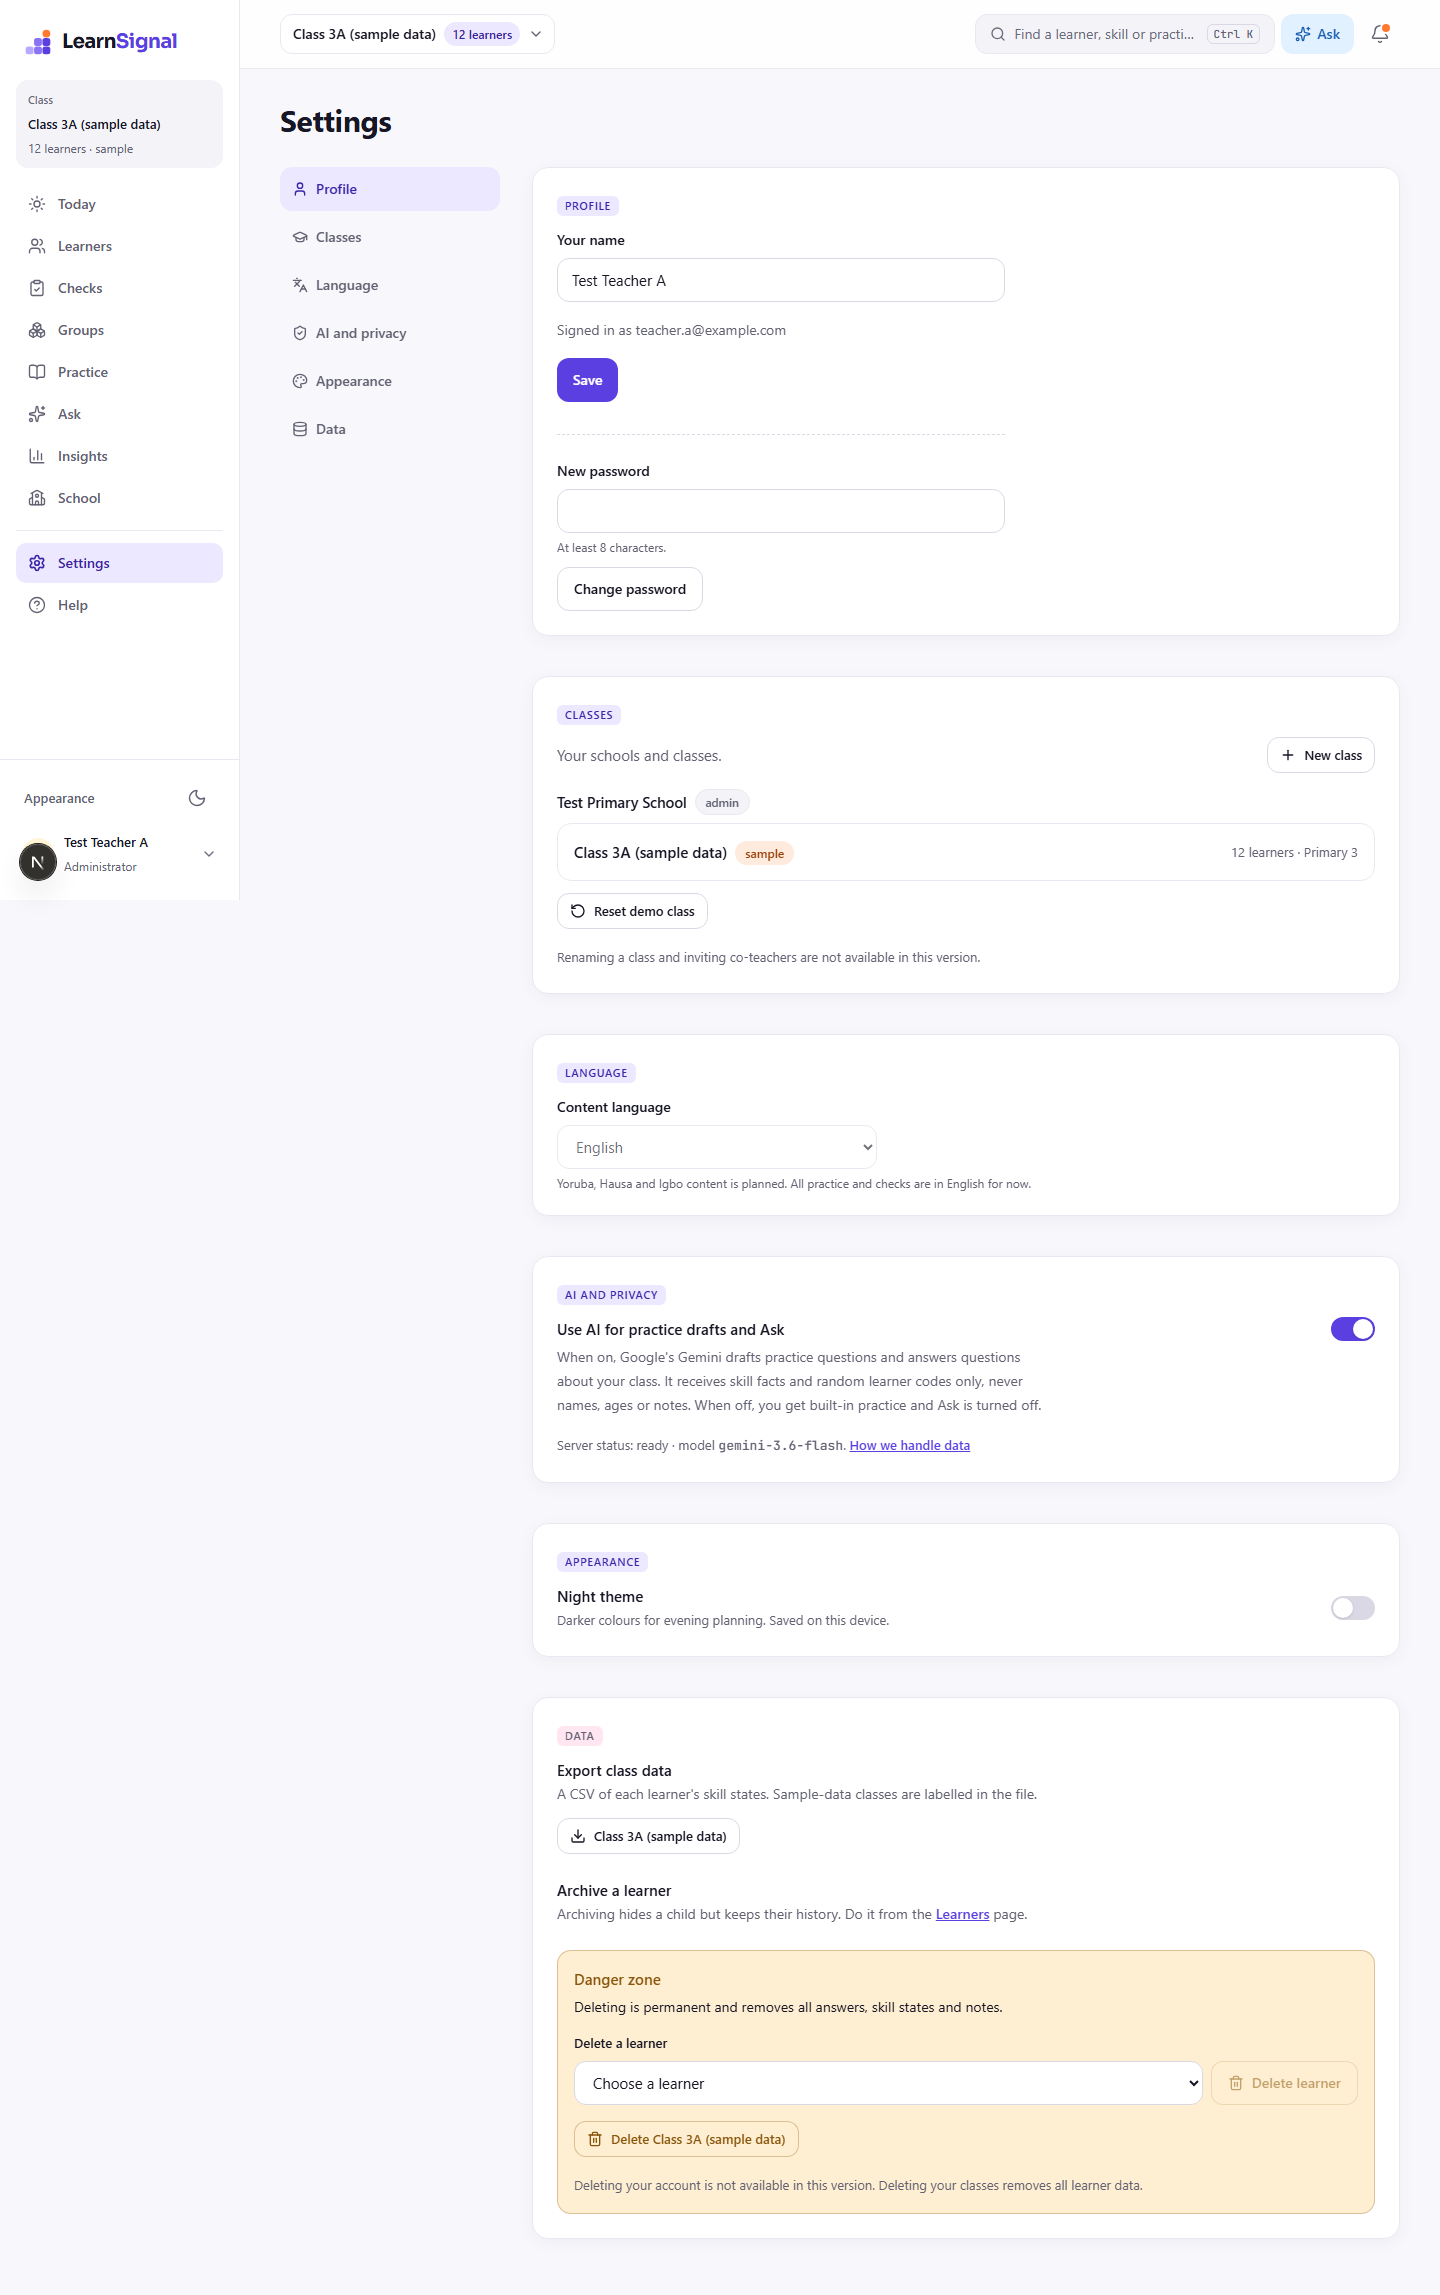 LearnSignal
Class 3A (sample data) 12 learners
Find a learner, skill or practi... Ctrl K
Ask
Class
Class 3A (sample data)
12 learners · sample
Today
Learners
Checks
Groups
Practice
Ask
Insights
School
Settings
Help
Appearance
N
Test Teacher A
Administrator
Settings
Profile
Classes
Language
AI and privacy
Appearance
Data
PROFILE
Your name
Test Teacher A
Signed in as teacher.a@example.com
Save
New password
At least 8 characters.
Change password
CLASSES
Your schools and classes.
New class
Test Primary School admin
Class 3A (sample data) sample 12 learners · Primary 3
Reset demo class
Renaming a class and inviting co-teachers are not available in this version.
LANGUAGE
Content language
English
Yoruba, Hausa and Igbo content is planned. All practice and checks are in English for now.
AI AND PRIVACY
Use AI for practice drafts and Ask
When on, Google's Gemini drafts practice questions and answers questions
about your class. It receives skill facts and random learner codes only, never
names, ages or notes. When off, you get built-in practice and Ask is turned off.
Server status: ready · model gemini-3.6-flash. How we handle data
APPEARANCE
Night theme
Darker colours for evening planning. Saved on this device.
DATA
Export class data
A CSV of each learner's skill states. Sample-data classes are labelled in the file.
Class 3A (sample data)
Archive a learner
Archiving hides a child but keeps their history. Do it from the Learners page.
Danger zone
Deleting is permanent and removes all answers, skill states and notes.
Delete a learner
Choose a learner
Delete learner
Delete Class 3A (sample data)
Deleting your account is not available in this version. Deleting your classes removes all learner data.